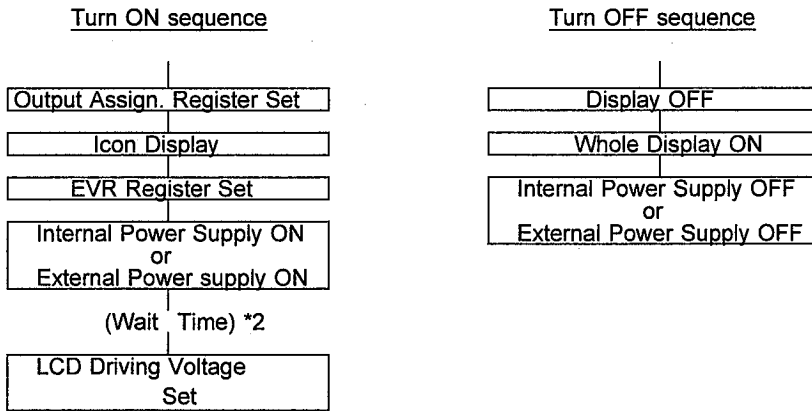 Turn ON sequence
Output Assign. Register Set
Icon Display
EVR Register Set
Internal Power Supply ON
or
External Power supply ON
(Wait Time) *2
LCD Driving Voltage
Set
Turn OFF sequence
Display OFF
Whole Display ON
Internal Power Supply OFF
or
External Power Supply OFF